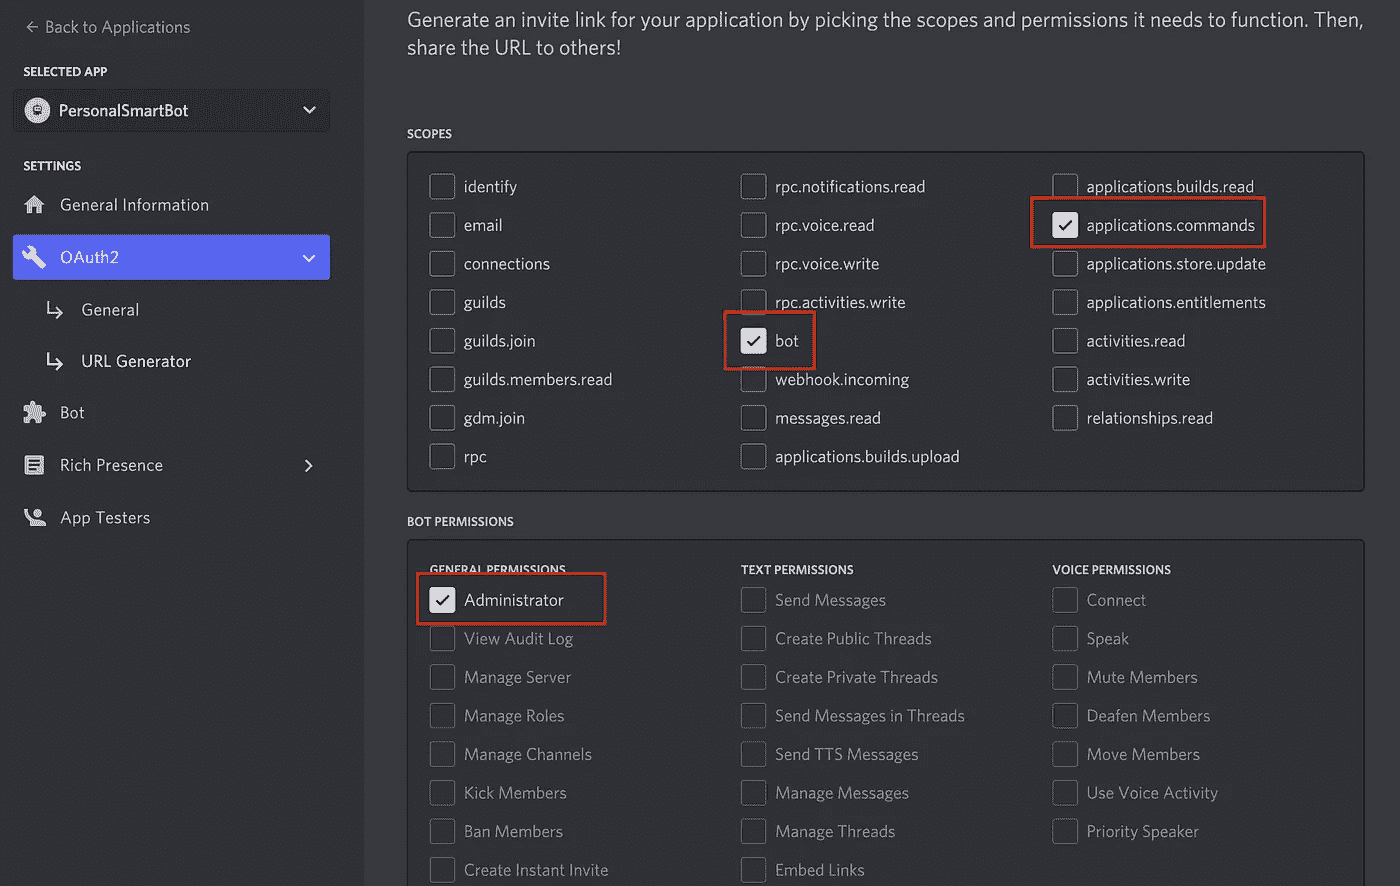 ← Back to Applications
SELECTED APP
PersonalSmartBot
SETTINGS
General Information
OAuth2
General
URL Generator
Bot
Rich Presence
App Testers
Generate an invite link for your application by picking the scopes and permissions it needs to function. Then,
share the URL to others!
SCOPES
identify
email
connections
guilds
guilds.join
guilds.members.read
gdm.join
rpc
rpc.notifications.read
rpc.voice.read
rpc.voice.write
rpc.activities.write
bot
webhook.incoming
messages.read
applications.builds.upload
applications.builds.read
applications.commands
applications.store.update
applications.entitlements
activities.read
activities.write
relationships.read
BOT PERMISSIONS
GENERAL PERMISSIONS
Administrator
View Audit Log
Manage Server
Manage Roles
Manage Channels
Kick Members
Ban Members
Create Instant Invite
TEXT PERMISSIONS
Send Messages
Create Public Threads
Create Private Threads
Send Messages in Threads
Send TTS Messages
Manage Messages
Manage Threads
Embed Links
VOICE PERMISSIONS
Connect
Speak
Mute Members
Deafen Members
Move Members
Use Voice Activity
Priority Speaker